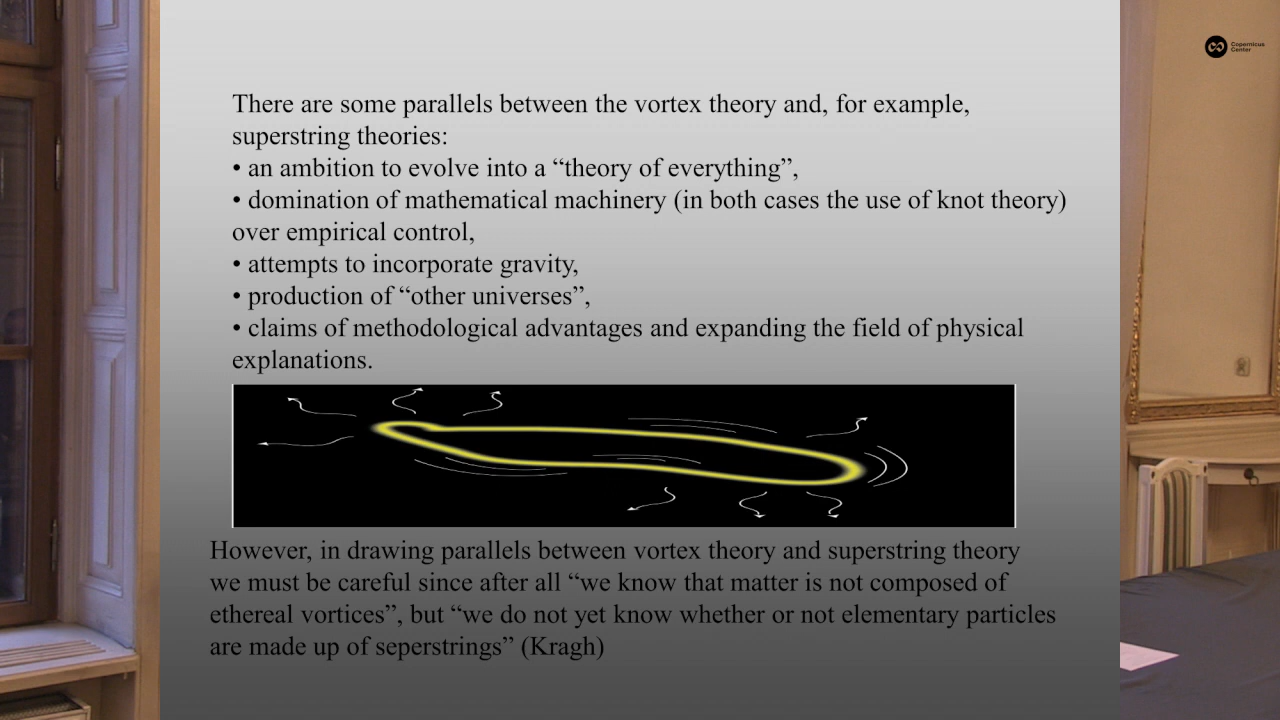 Copernicus
Center
There are some parallels between the vortex theory and, for example,
superstring theories:
• an ambition to evolve into a “theory of everything”,
• domination of mathematical machinery (in both cases the use of knot theory)
over empirical control,
• attempts to incorporate gravity,
• production of “other universes”,
• claims of methodological advantages and expanding the field of physical
explanations.
However, in drawing parallels between vortex theory and superstring theory
we must be careful since after all “we know that matter is not composed of
ethereal vortices”, but “we do not yet know whether or not elementary particles
are made up of seperstrings” (Kragh)